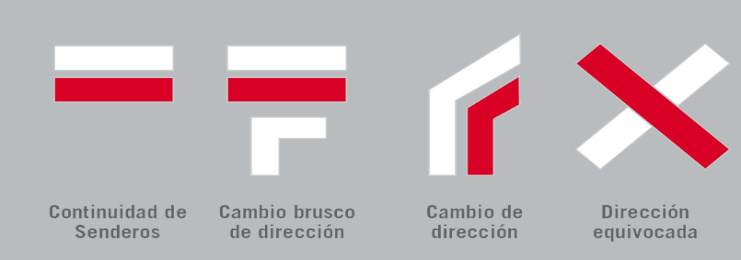 Continuidad de
Senderos
Cambio brusco
de dirección
Cambio de
dirección
Dirección
equivocada